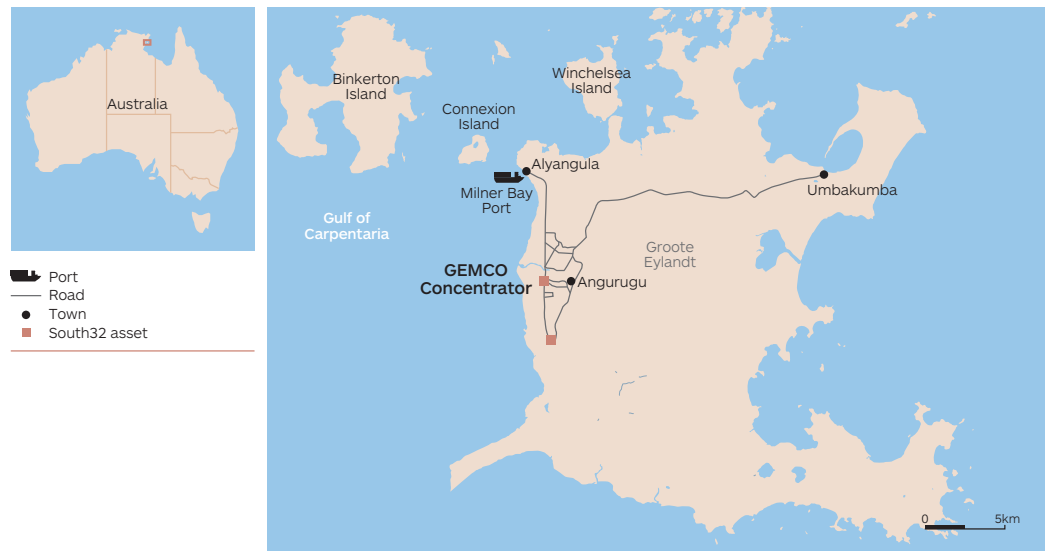 Australia
Port
Road
Town
South32 asset
Binkerton
Island
Winchelsea
Island
Connexion
Island
Alyangula
Milner Bay
Port
Umbakumba
Gulf of
Carpentaria
Groote
Eylandt
GEMCO
Concentrator
Angurugu
0 5km